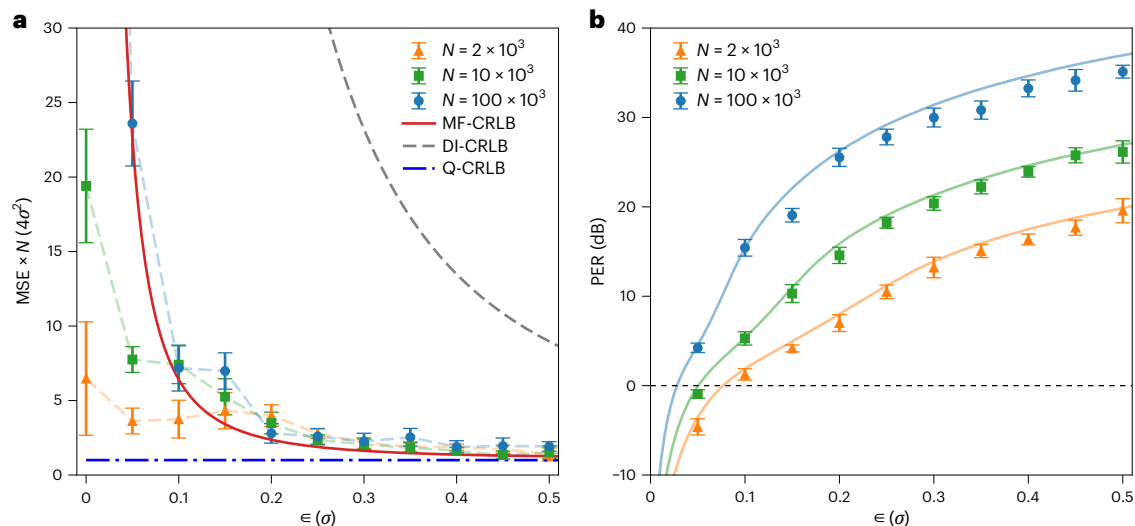 a
30
25
20
15
10
5
0
MSE × N (4σ²)
0
0.1
0.2
0.3
0.4
0.5
∈ (σ)
N = 2 × 10³
N = 10 × 10³
N = 100 × 10³
MF-CRLB
DI-CRLB
Q-CRLB
b
40
30
20
10
0
−10
PER (dB)
0
0.1
0.2
0.3
0.4
0.5
∈ (σ)
N = 2 × 10³
N = 10 × 10³
N = 100 × 10³